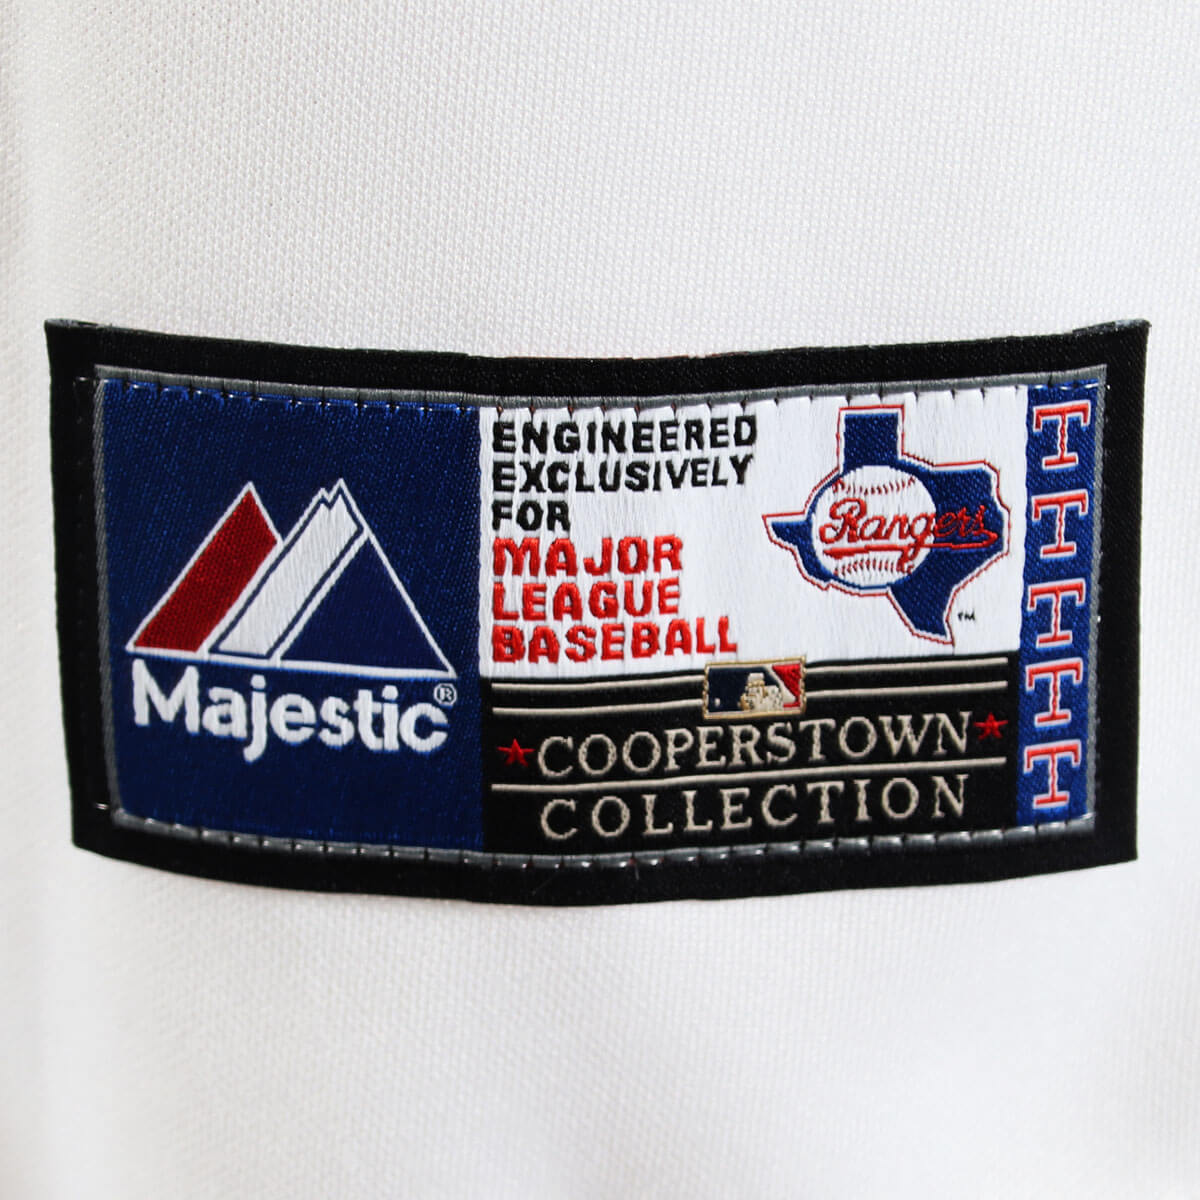 Majestic®
ENGINEERED
EXCLUSIVELY
FOR
MAJOR
LEAGUE
BASEBALL
Rangers
™
COOPERSTOWN
COLLECTION
T
T
T
T
T